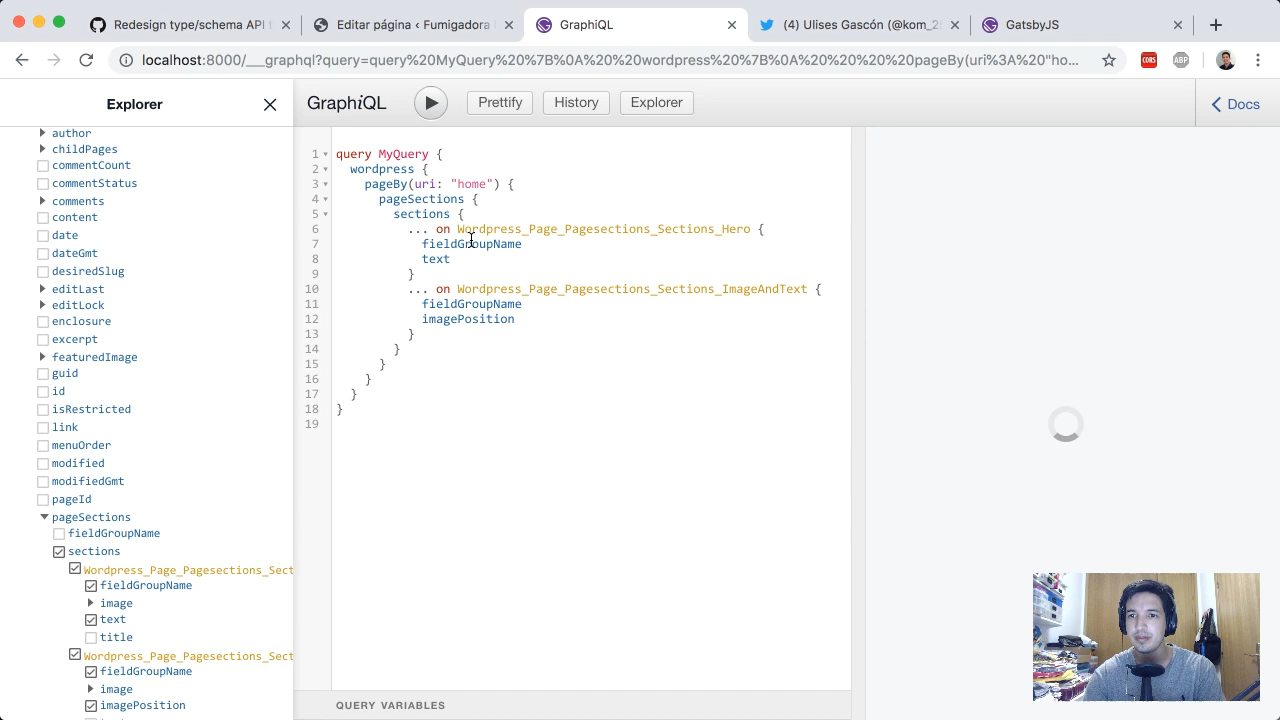 Redesign type/schema API t
Editar página ‹ Fumigadora
GraphiQL
(4) Ulises Gascón (@kom_2
GatsbyJS
localhost:8000/___graphql?query=query%20MyQuery%20%7B%0A%20%20wordpress%20%7B%0A%20%20%20%20pageBy(uri%3A%20"ho...
CORS
ABP
Explorer
GraphiQL
Prettify
History
Explorer
Docs
author
childPages
commentCount
commentStatus
comments
content
date
dateGmt
desiredSlug
editLast
editLock
enclosure
excerpt
featuredImage
guid
id
isRestricted
link
menuOrder
modified
modifiedGmt
pageId
pageSections
fieldGroupName
sections
Wordpress_Page_Pagesections_Sect
fieldGroupName
image
text
title
Wordpress_Page_Pagesections_Sect
fieldGroupName
image
imagePosition
1 query MyQuery {
2 wordpress {
3 pageBy(uri: "home") {
4 pageSections {
5 sections {
6 ... on Wordpress_Page_Pagesections_Sections_Hero {
7 fieldGroupName
8 text
9 }
10 ... on Wordpress_Page_Pagesections_Sections_ImageAndText {
11 fieldGroupName
12 imagePosition
13 }
14 }
15 }
16 }
17 }
18 }
19
QUERY VARIABLES